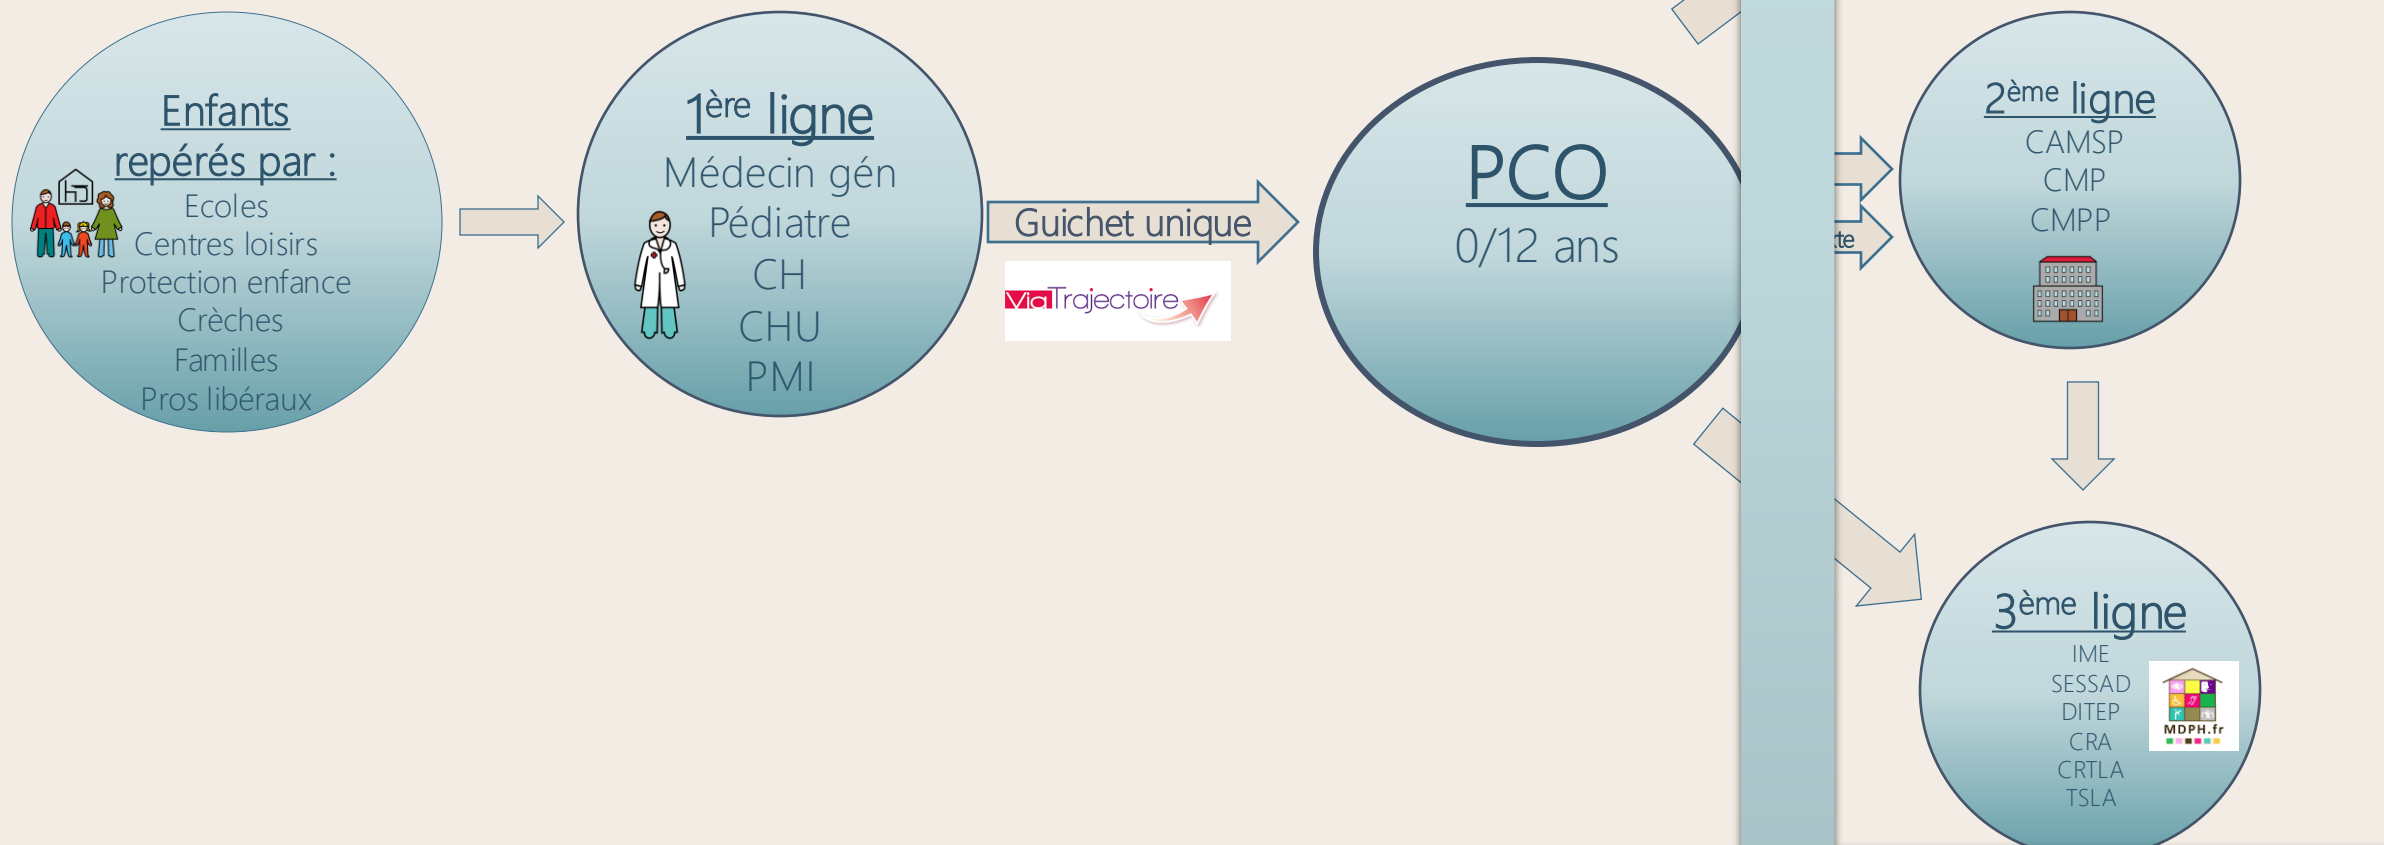 Enfants
repérés par :
Ecoles
Centres loisirs
Protection enfance
Crèches
Familles
Pros libéraux
1ère ligne
Médecin gén
Pédiatre
CH
CHU
PMI
Guichet unique
ViaTrajectoire
PCO
0/12 ans
2ème ligne
CAMSP
CMP
CMPP
3ème ligne
IME
SESSAD
DITEP
CRA
CRTLA
TSLA
MDPH.fr